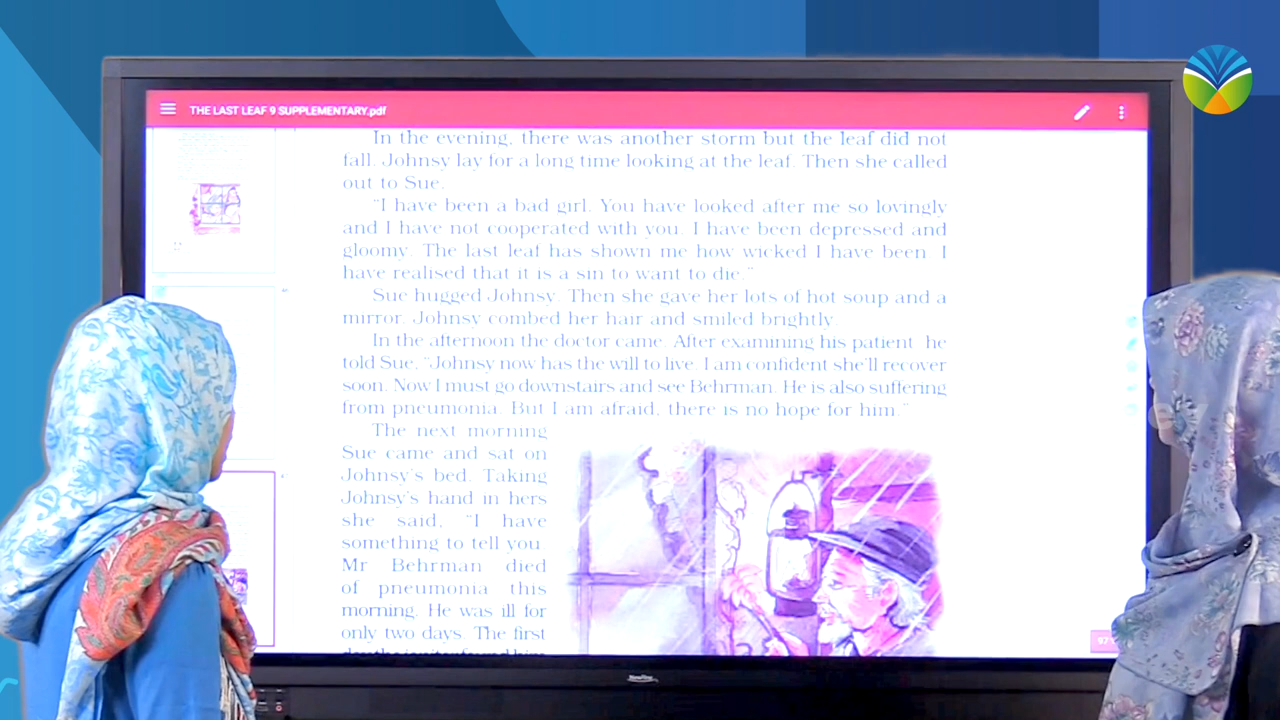 THE LAST LEAF 9 SUPPLEMENTARY.pdf
In the evening, there was another storm but the leaf did not
fall. Johnsy lay for a long time looking at the leaf. Then she called
out to Sue.
“I have been a bad girl. You have looked after me so lovingly
and I have not cooperated with you. I have been depressed and
gloomy. The last leaf has shown me how wicked I have been. I
have realised that it is a sin to want to die.”
Sue hugged Johnsy. Then she gave her lots of hot soup and a
mirror. Johnsy combed her hair and smiled brightly.
In the afternoon the doctor came. After examining his patient, he
told Sue, “Johnsy now has the will to live. I am confident she’ll recover
soon. Now I must go downstairs and see Behrman. He is also suffering
from pneumonia. But I am afraid, there is no hope for him.”
The next morning
Sue came and sat on
Johnsy’s bed. Taking
Johnsy’s hand in hers
she said, “I have
something to tell you.
Mr Behrman died
of pneumonia this
morning. He was ill for
only two days. The first